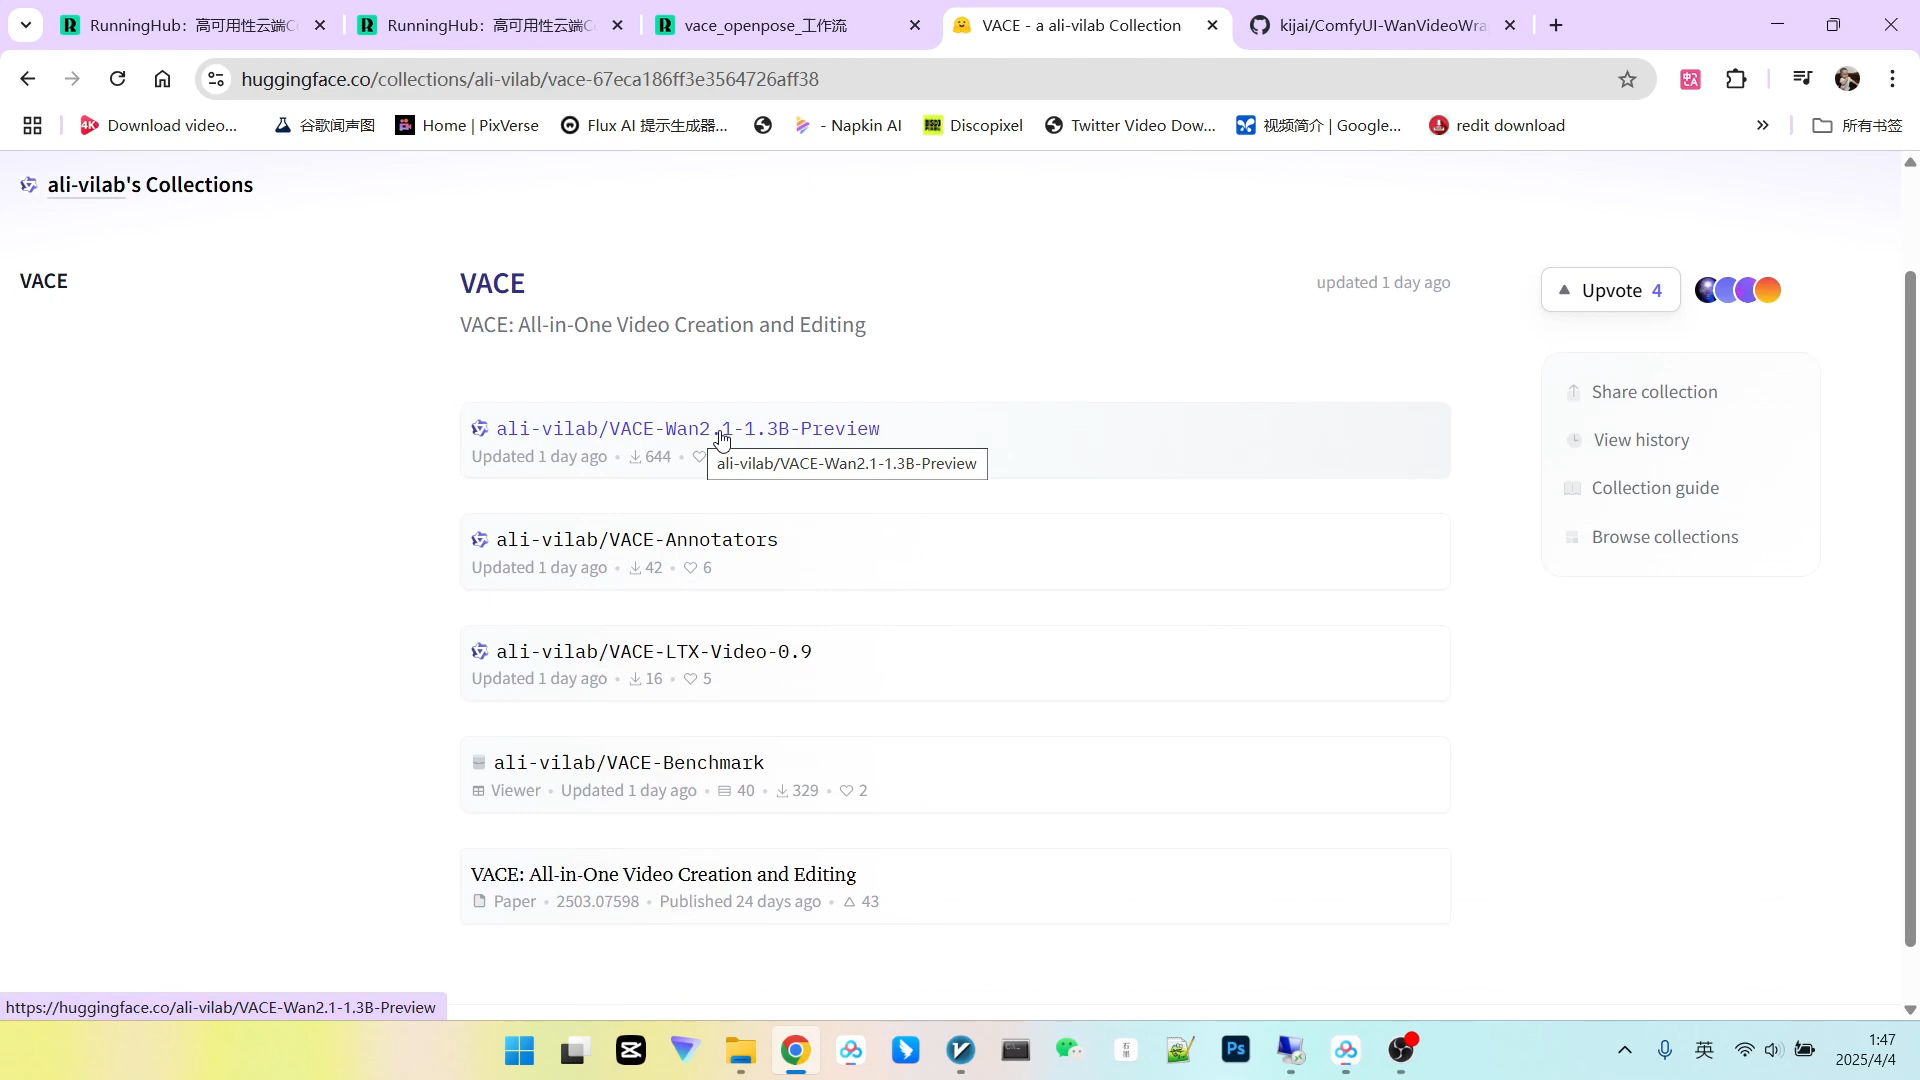 RunningHub：高可用性云端C
RunningHub：高可用性云端C
vace_openpose_工作流
VACE - a ali-vilab Collection
kijai/ComfyUI-WanVideoWra
huggingface.co/collections/ali-vilab/vace-67eca186ff3e3564726aff38
Download video...
谷歌闻声图
Home | PixVerse
Flux AI 提示生成器...
- Napkin AI
Discopixel
Twitter Video Dow...
视频简介 | Google...
redit download
所有书签
ali-vilab's Collections
VACE
VACE
updated 1 day ago
VACE: All-in-One Video Creation and Editing
Upvote 4
Share collection
View history
Collection guide
Browse collections
ali-vilab/VACE-Wan2.1-1.3B-Preview
Updated 1 day ago • 644 •
ali-vilab/VACE-Wan2.1-1.3B-Preview
ali-vilab/VACE-Annotators
Updated 1 day ago • 42 • 6
ali-vilab/VACE-LTX-Video-0.9
Updated 1 day ago • 16 • 5
ali-vilab/VACE-Benchmark
Viewer • Updated 1 day ago • 40 • 329 • 2
VACE: All-in-One Video Creation and Editing
Paper • 2503.07598 • Published 24 days ago • 43
https://huggingface.co/ali-vilab/VACE-Wan2.1-1.3B-Preview
Ps
英
1:47
2025/4/4